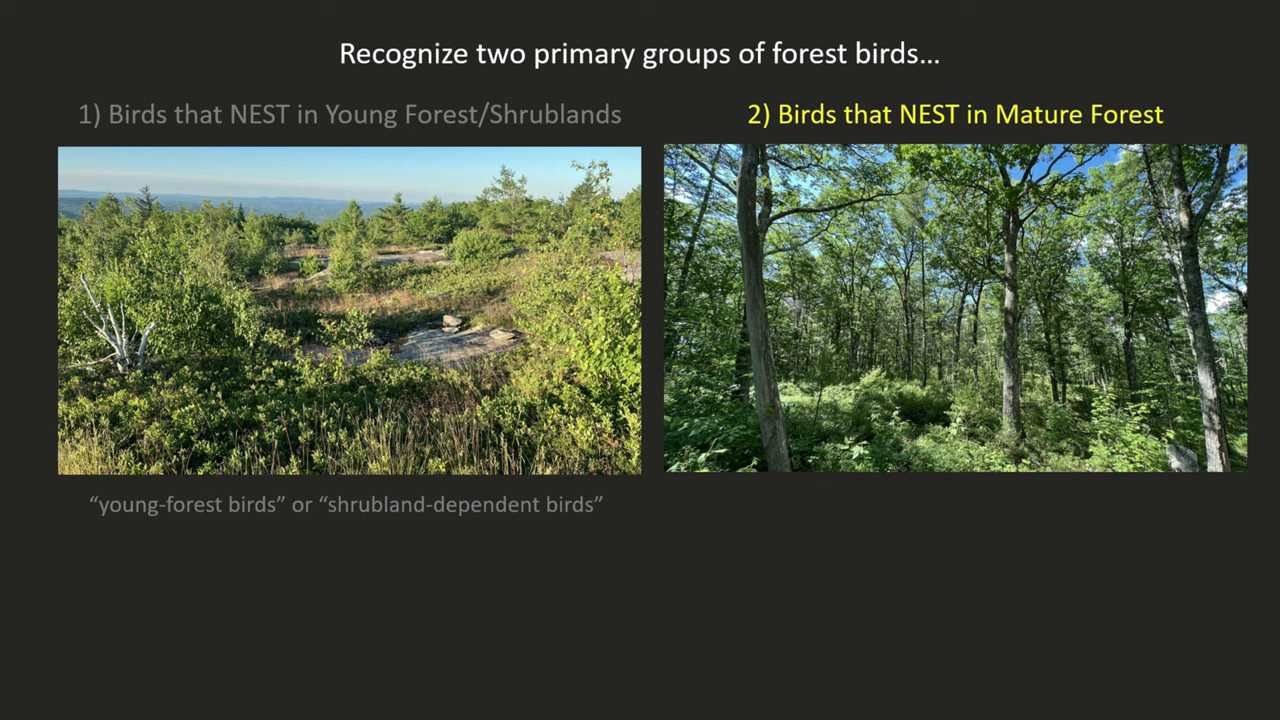 Recognize two primary groups of forest birds…
1) Birds that NEST in Young Forest/Shrublands
2) Birds that NEST in Mature Forest
“young-forest birds” or “shrubland-dependent birds”